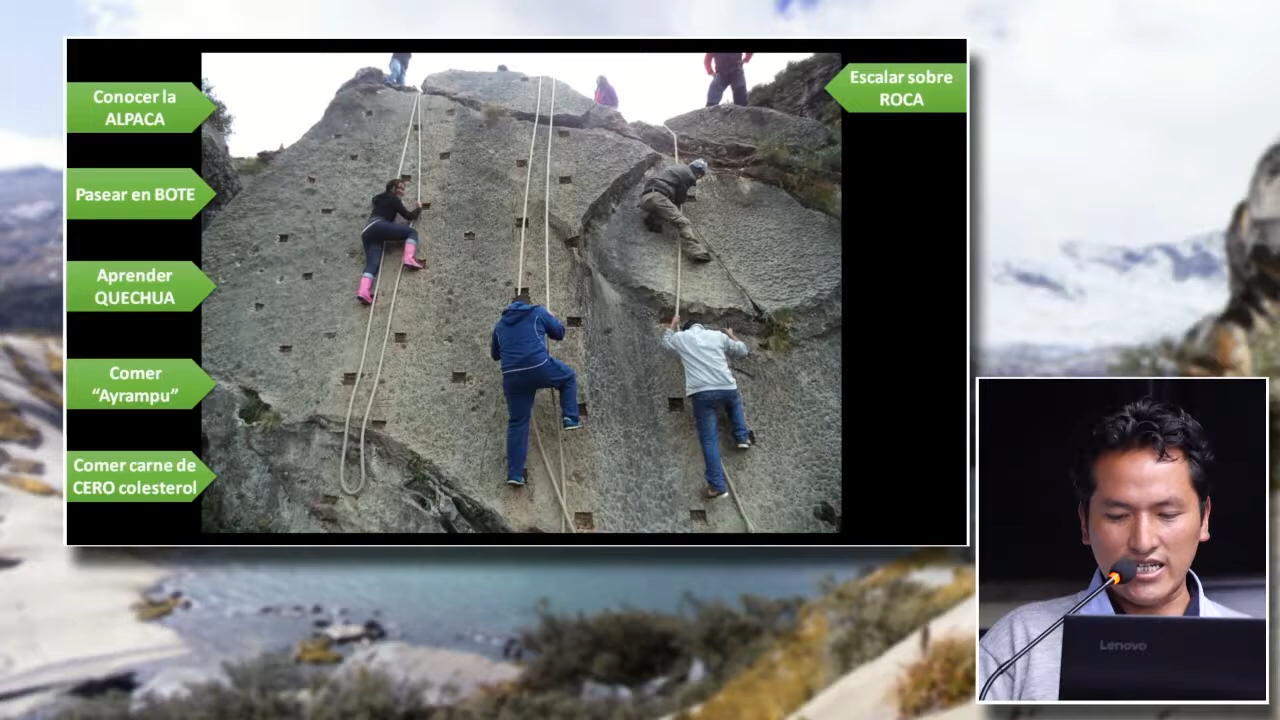 Conocer la
ALPACA
Pasear en BOTE
Aprender
QUECHUA
Comer
“Ayrampu”
Comer carne de
CERO colesterol
Escalar sobre
ROCA
Lenovo